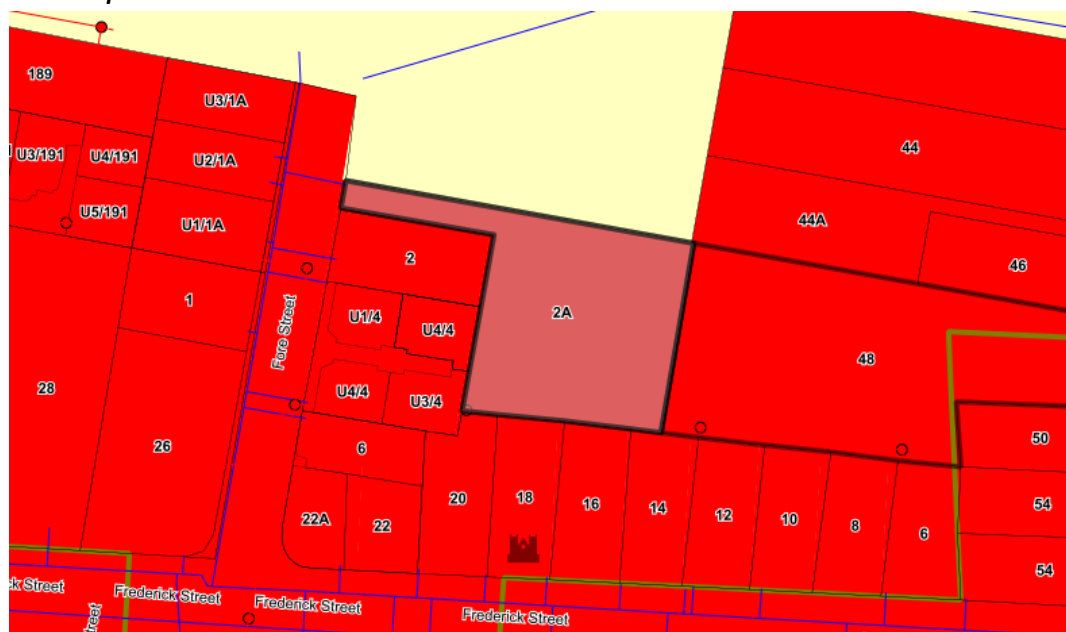 189
U3/1A
U3/191
U4/191
U2/1A
44
U5/191
U1/1A
44A
2
46
1
U1/4
U4/4
2A
Fore Street
48
28
U4/4
U3/4
26
6
50
20
18
16
14
12
10
8
6
22A
22
54
54
ck Street
Frederick Street
Frederick Street
Frederick Street